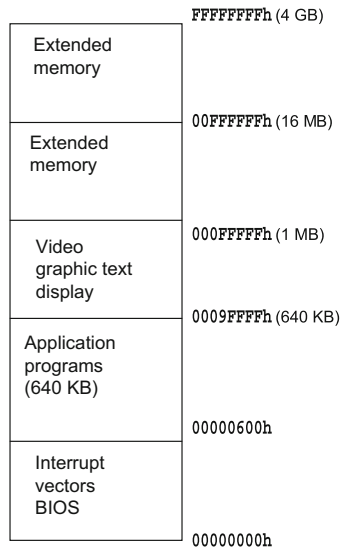 FFFFFFFFh (4 GB)
Extended
memory
00FFFFFFh (16 MB)
Extended
memory
000FFFFFh (1 MB)
Video
graphic text
display
0009FFFFh (640 KB)
Application
programs
(640 KB)
00000600h
Interrupt
vectors
BIOS
00000000h